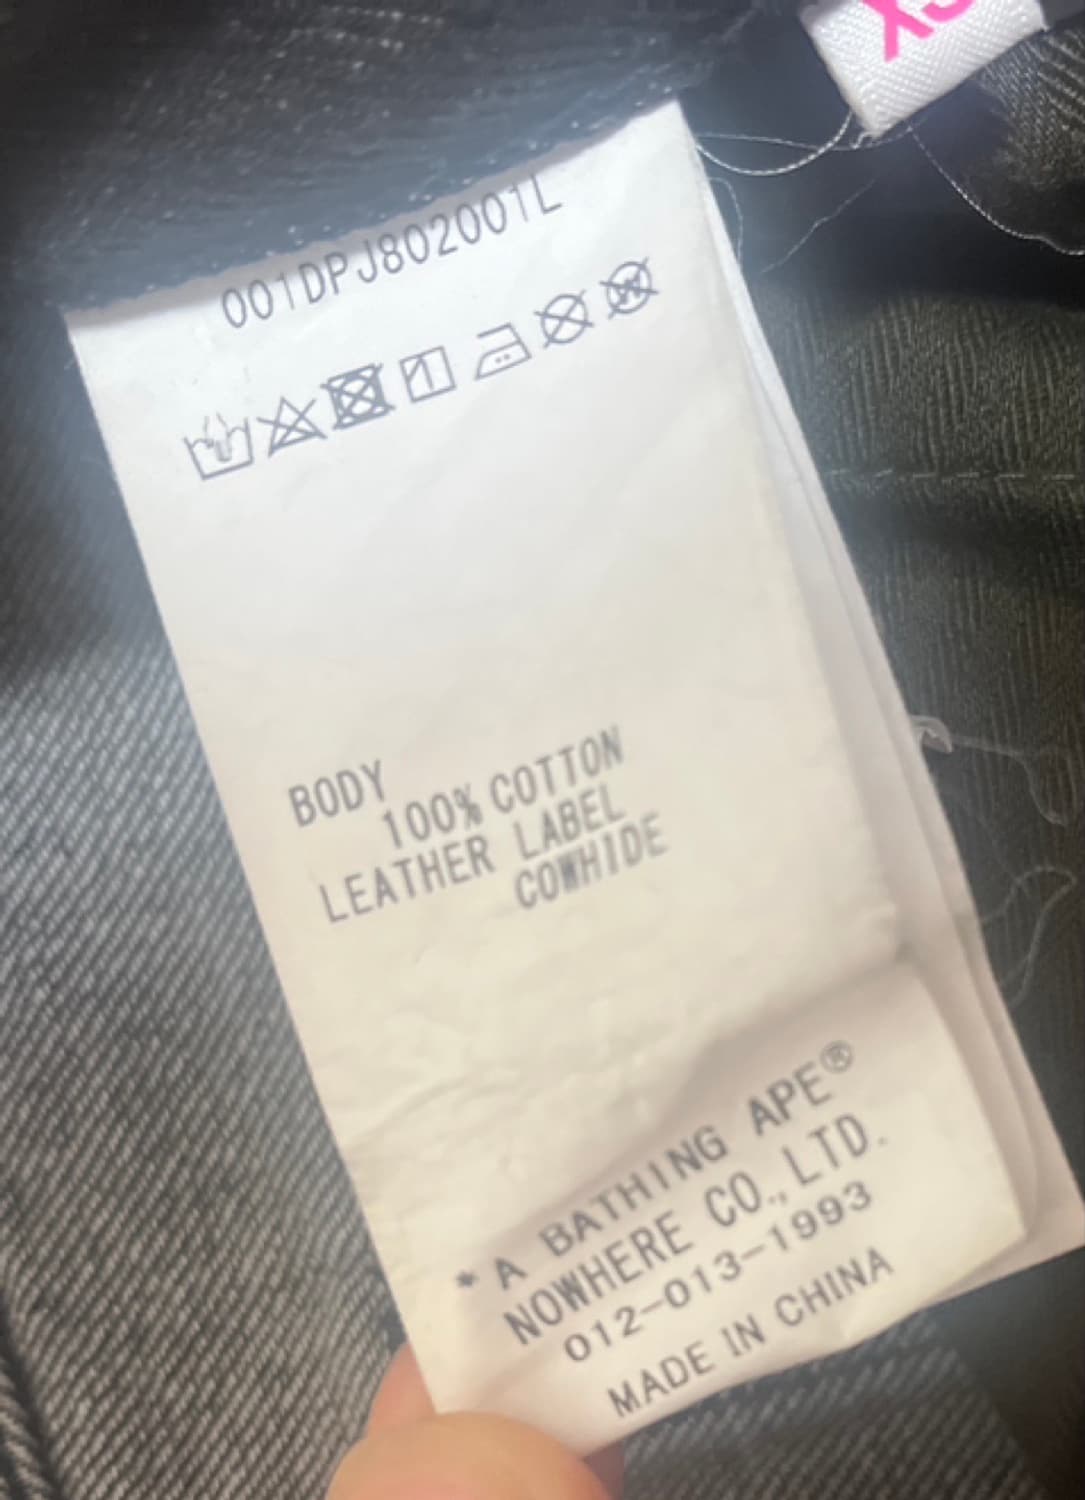 001DPJ802001L
BODY
100% COTTON
LEATHER LABEL
COWHIDE
*A BATHING APE®
NOWHERE CO.,LTD.
012-013-1993
MADE IN CHINA